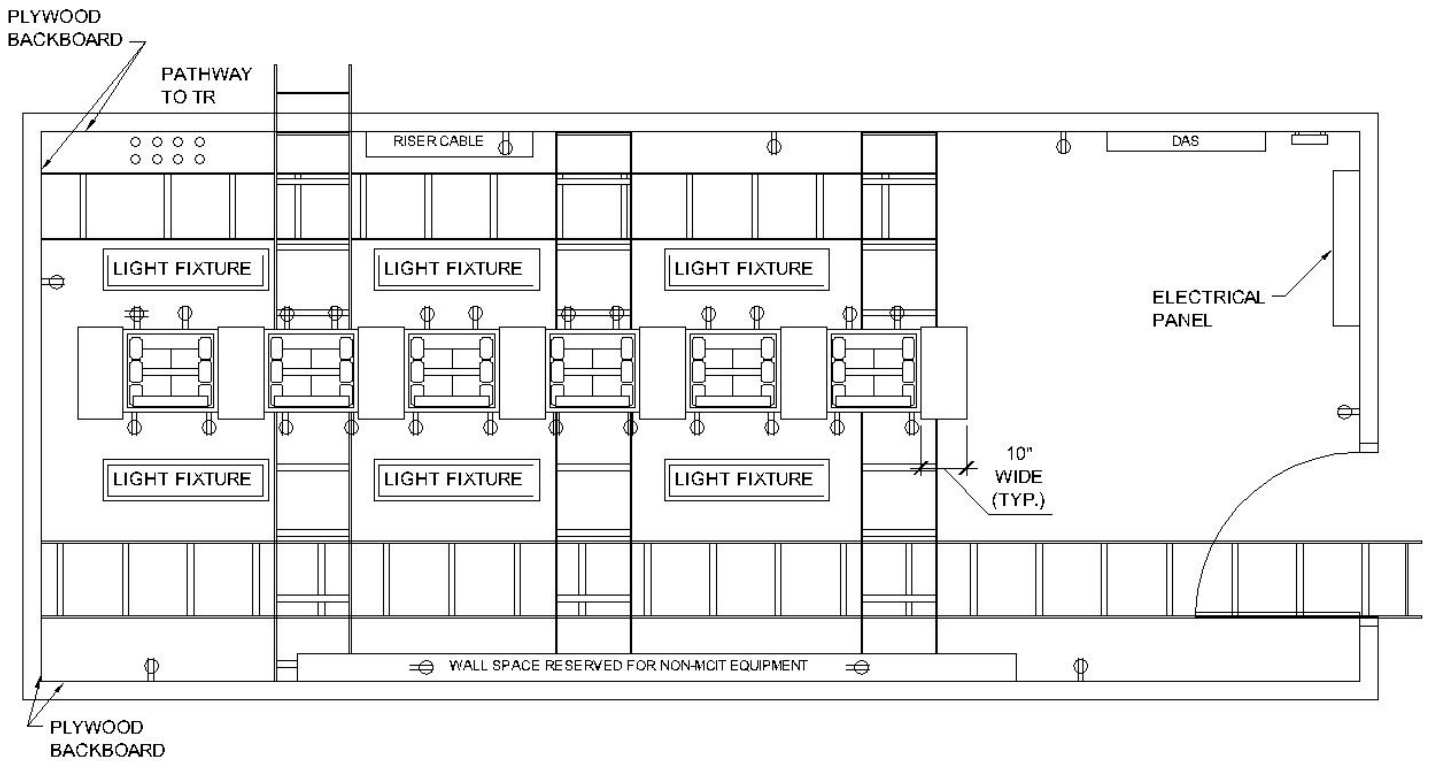 PLYWOOD
BACKBOARD
PATHWAY
TO TR
RISER CABLE
DAS
LIGHT FIXTURE
LIGHT FIXTURE
LIGHT FIXTURE
ELECTRICAL
PANEL
LIGHT FIXTURE
LIGHT FIXTURE
LIGHT FIXTURE
10"
WIDE
(TYP.)
WALL SPACE RESERVED FOR NON-MCIT EQUIPMENT
PLYWOOD
BACKBOARD